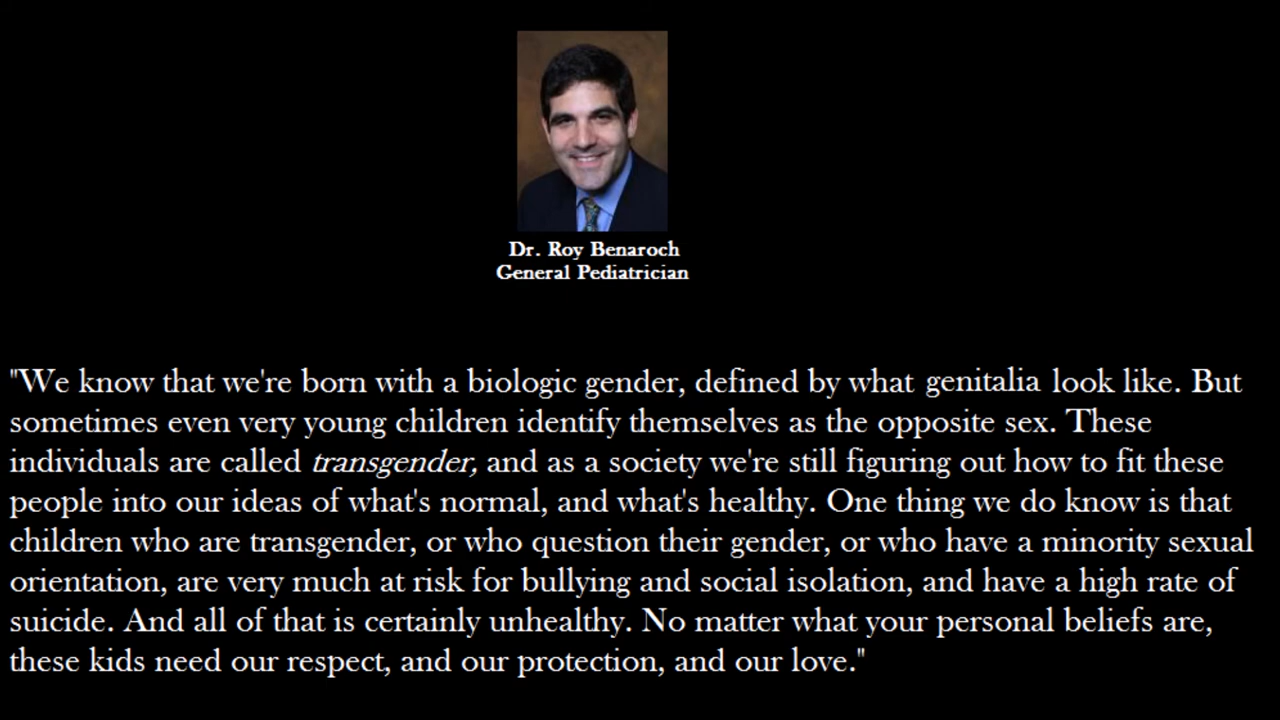 Dr. Roy Benaroch
General Pediatrician
"We know that we're born with a biologic gender, defined by what genitalia look like. But
sometimes even very young children identify themselves as the opposite sex. These
individuals are called transgender, and as a society we're still figuring out how to fit these
people into our ideas of what's normal, and what's healthy. One thing we do know is that
children who are transgender, or who question their gender, or who have a minority sexual
orientation, are very much at risk for bullying and social isolation, and have a high rate of
suicide. And all of that is certainly unhealthy. No matter what your personal beliefs are,
these kids need our respect, and our protection, and our love."